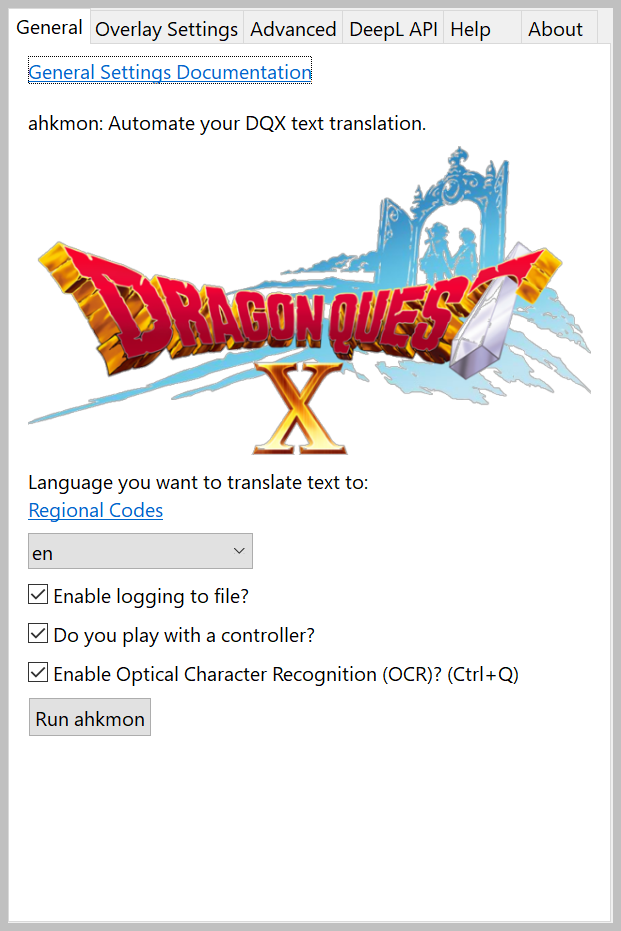 General Overlay Settings Advanced DeepL API Help About
General Settings Documentation
ahkmon: Automate your DQX text translation.
DRAGON QUEST
X
Language you want to translate text to:
Regional Codes
en
Enable logging to file?
Do you play with a controller?
Enable Optical Character Recognition (OCR)? (Ctrl+Q)
Run ahkmon